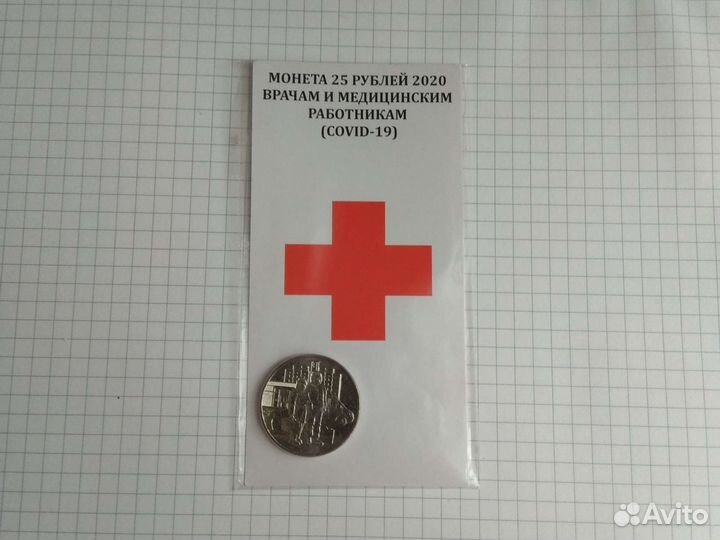 МОНЕТА 25 РУБЛЕЙ 2020
ВРАЧАМ И МЕДИЦИНСКИМ
РАБОТНИКАМ
(COVID-19)
Avito